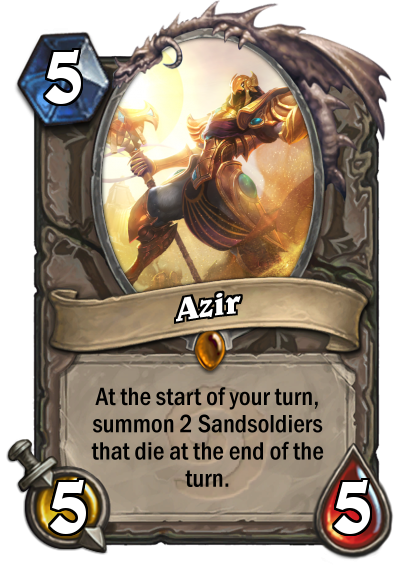 5
Azir
At the start of your turn,
summon 2 Sandsoldiers
that die at the end of the
turn.
5
5